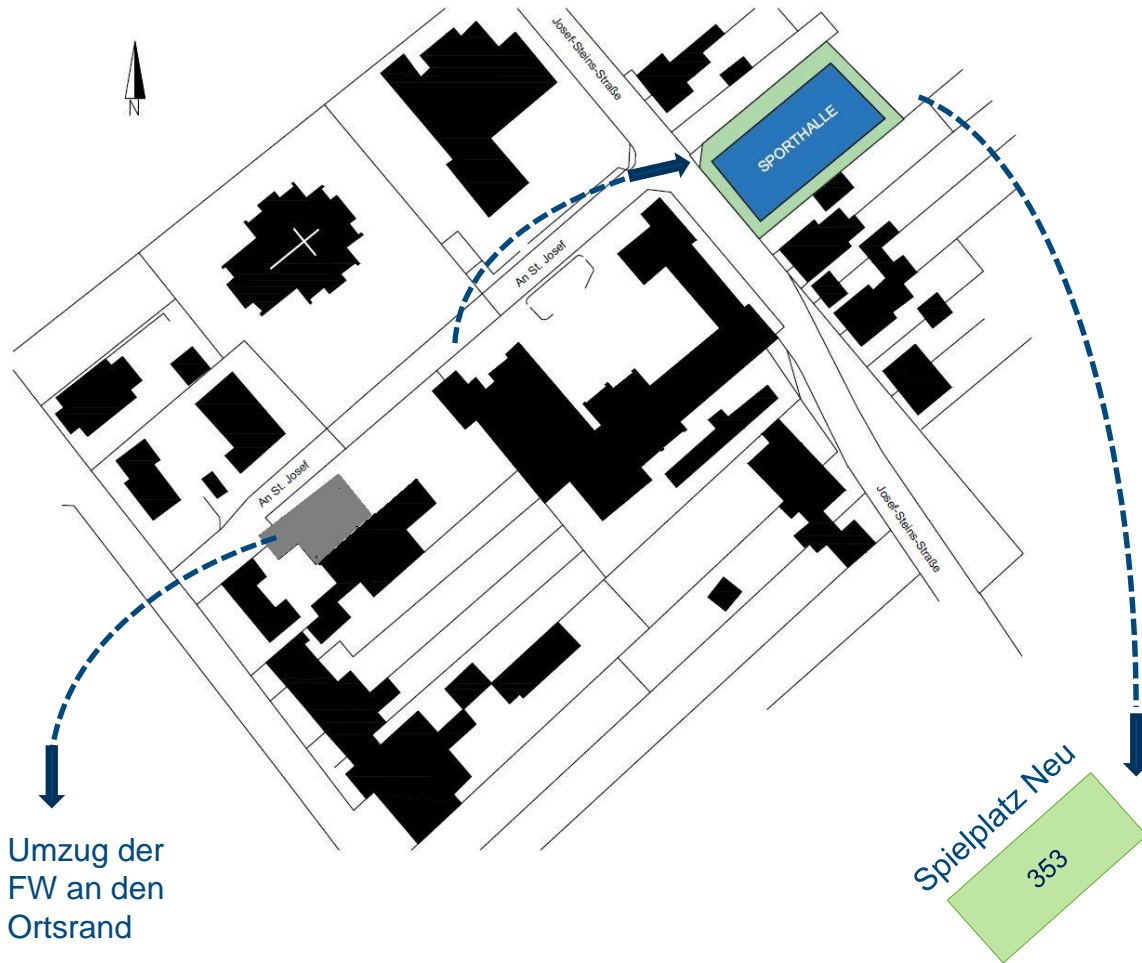 Josef-Steins-Straße
N
SPORTHALLE
An St. Josef
An St. Josef
Josef-Steins-Straße
Umzug der
FW an den
Ortsrand
Spielplatz Neu
353